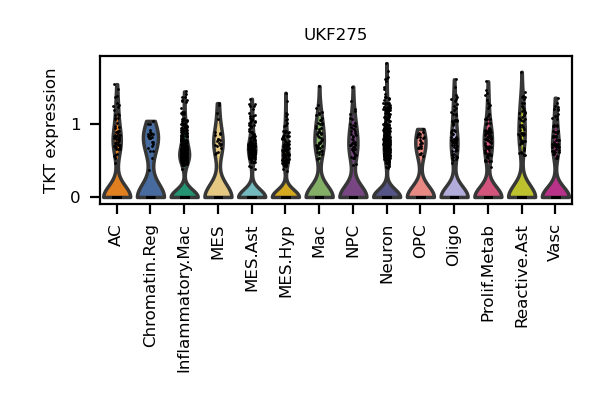 UKF275
TKT expression
1
0
AC
Chromatin.Reg
Inflammatory.Mac
MES
MES.Ast
MES.Hyp
Mac
NPC
Neuron
OPC
Oligo
Prolif.Metab
Reactive.Ast
Vasc